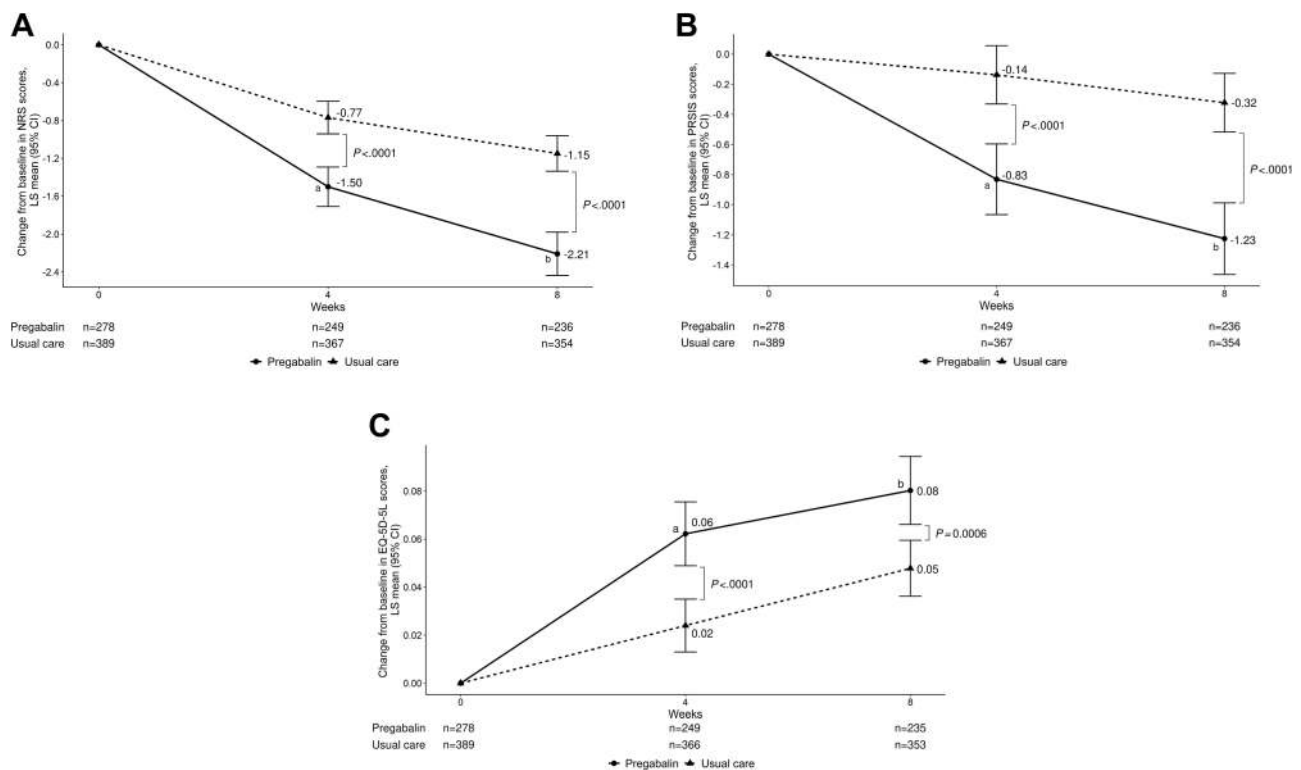 A
Change from baseline in NRS scores,
LS mean (95% CI)
0.0
-0.4
-0.8
-1.2
-1.6
-2.0
-2.4
-0.77
P<.0001
a
-1.50
-1.15
P<.0001
b
-2.21
0
4
8
Weeks
Pregabalin n=278 n=249 n=236
Usual care n=389 n=367 n=354
Pregabalin Usual care
B
Change from baseline in PRSIS scores,
LS mean (95% CI)
0.0
-0.2
-0.4
-0.6
-0.8
-1.0
-1.2
-1.4
-0.14
P<.0001
a
-0.83
-0.32
P<.0001
b
-1.23
0
4
8
Weeks
Pregabalin n=278 n=249 n=236
Usual care n=389 n=367 n=354
Pregabalin Usual care
C
Change from baseline in EQ-5D-5L scores,
LS mean (95% CI)
0.08
0.06
0.04
0.02
0.00
a
0.06
P<.0001
0.02
b
0.08
P=0.0006
0.05
0
4
8
Weeks
Pregabalin n=278 n=249 n=235
Usual care n=389 n=366 n=353
Pregabalin Usual care